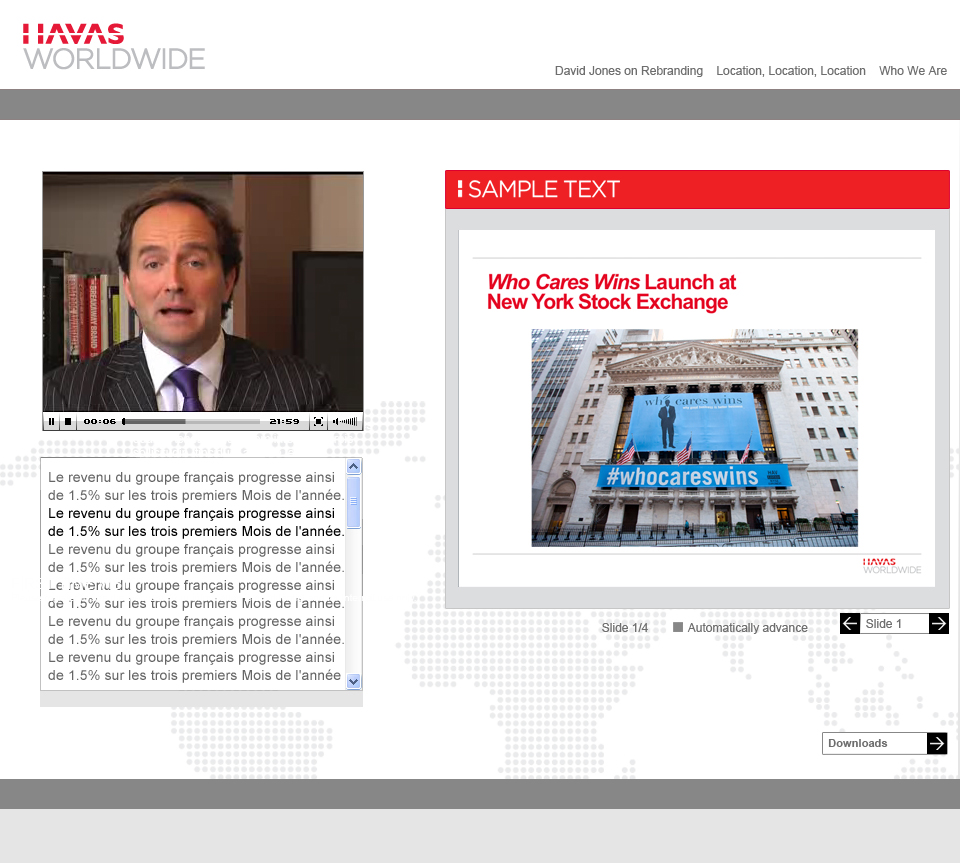 HAVAS
WORLDWIDE
David Jones on Rebranding
Location, Location, Location
Who We Are
BREAKAWAY BRAND
00:06
21:59
Le revenu du groupe français progresse ainsi
de 1.5% sur les trois premiers Mois de l'année.
Le revenu du groupe français progresse ainsi
de 1.5% sur les trois premiers Mois de l'année.
Le revenu du groupe français progresse ainsi
de 1.5% sur les trois premiers Mois de l'année.
Le revenu du groupe français progresse ainsi
de 1.5% sur les trois premiers Mois de l'année.
Le revenu du groupe français progresse ainsi
de 1.5% sur les trois premiers Mois de l'année.
Le revenu du groupe français progresse ainsi
de 1.5% sur les trois premiers Mois de l'année
SAMPLE TEXT
Who Cares Wins Launch at
New York Stock Exchange
who cares wins
#whocareswins
HAVAS
WORLDWIDE
Slide 1/4
Automatically advance
Slide 1
Downloads